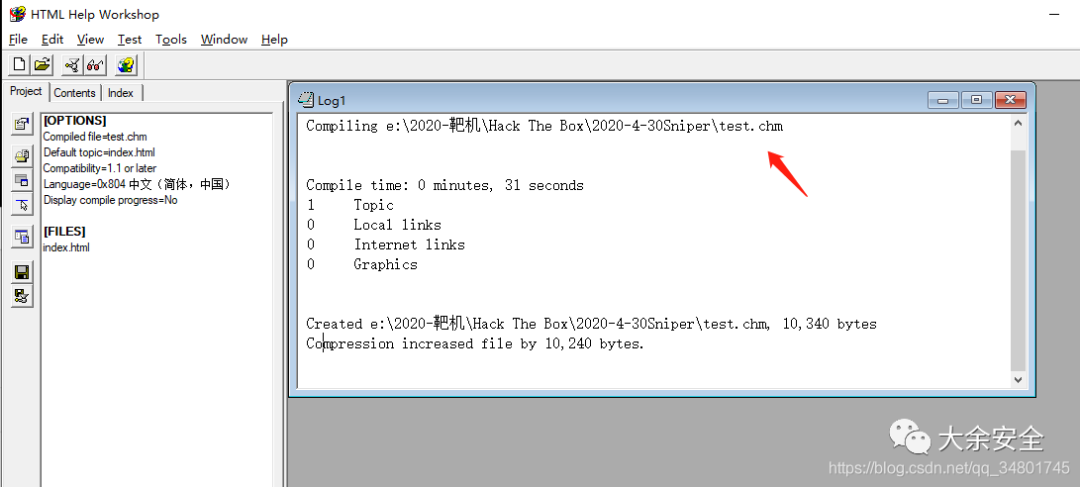 HTML Help Workshop
File Edit View Test Tools Window Help
Project Contents Index
[OPTIONS]
Compiled file=test.chm
Default topic=index.html
Compatibility=1.1 or later
Language=0x804 中文（简体，中国）
Display compile progress=No
[FILES]
index.html
Log1
Compiling e:\2020-靶机\Hack The Box\2020-4-30Sniper\test.chm
Compile time: 0 minutes, 31 seconds
1 Topic
0 Local links
0 Internet links
0 Graphics
Created e:\2020-靶机\Hack The Box\2020-4-30Sniper\test.chm, 10,340 bytes
Compression increased file by 10,240 bytes.
大余安全
https://blog.csdn.net/qq_34801745